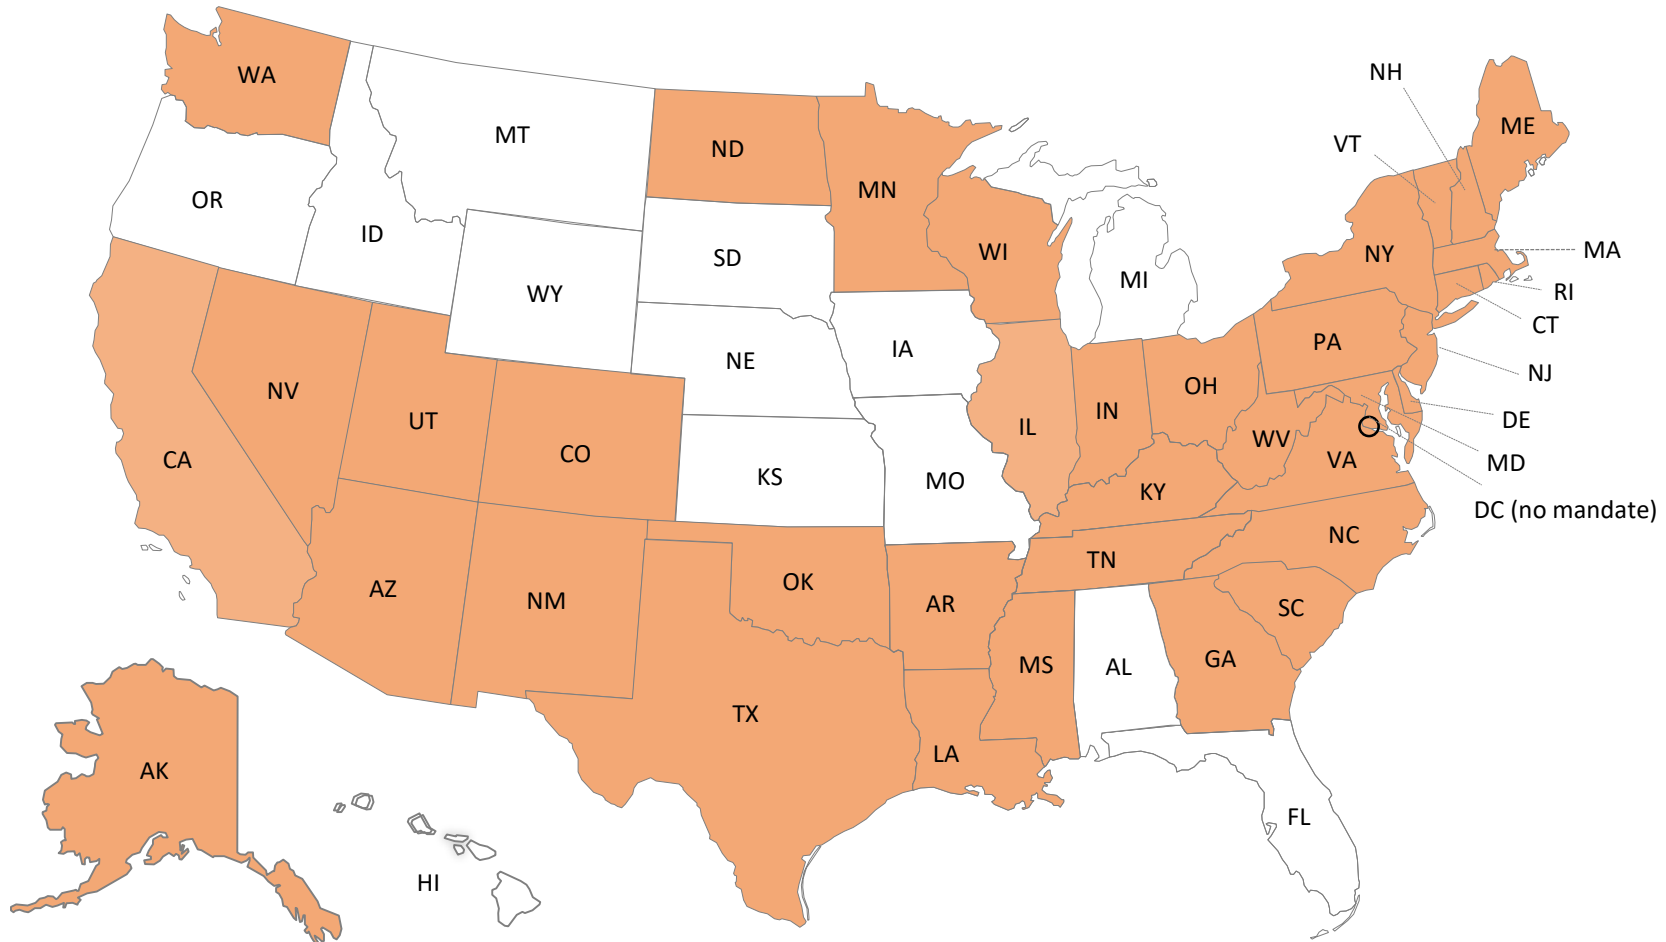 NH
WA
ME
MT
VT
ND
MN
OR
ID
WI
NY
MA
SD
MI
WY
RI
CT
PA
IA
NE
NJ
OH
NV
IN
UT
DE
IL
WV
CO
CA
VA
MD
KS
MO
KY
DC (no mandate)
NC
TN
OK
AZ
NM
AR
SC
GA
MS
AL
TX
LA
AK
FL
HI